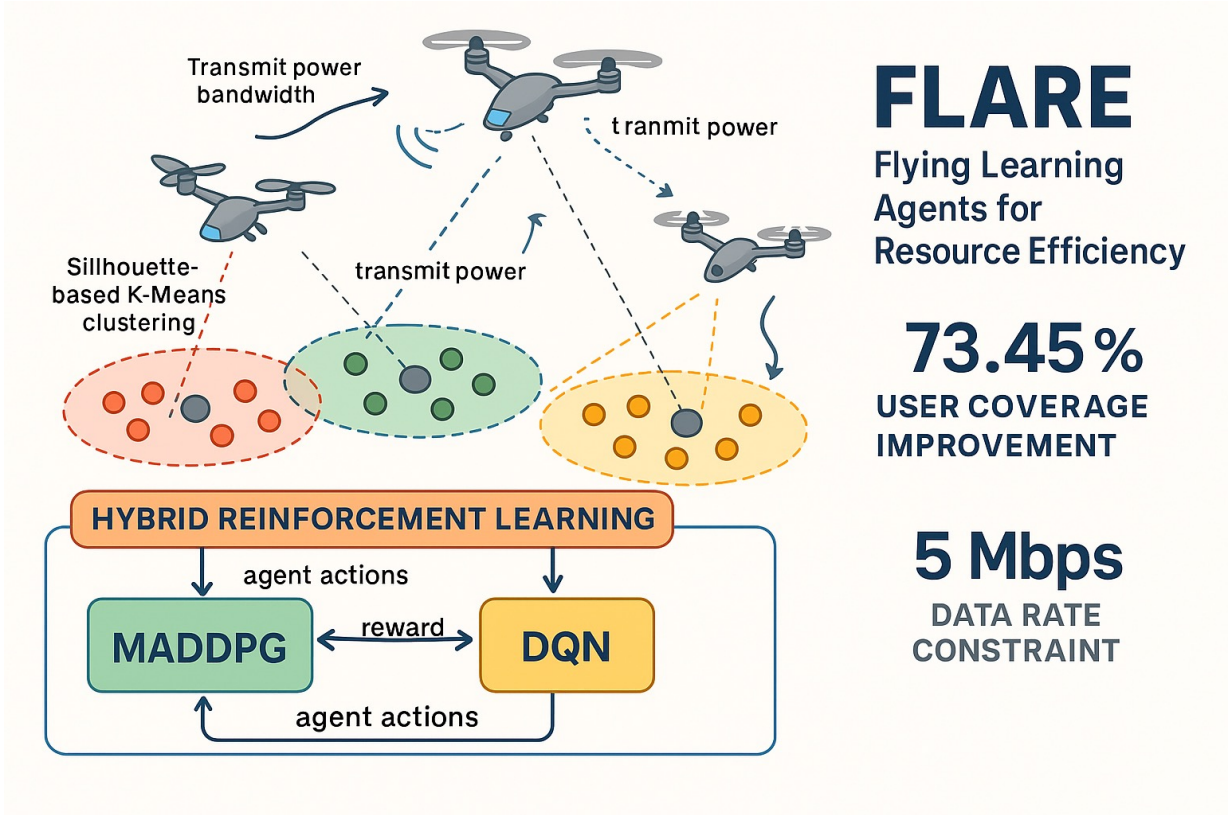 Transmit power
bandwidth
t ranmit power
transmit power
Sillhouette-
based K-Means
clustering
FLARE
Flying Learning
Agents for
Resource Efficiency
73.45%
USER COVERAGE
IMPROVEMENT
5 Mbps
DATA RATE
CONSTRAINT
HYBRID REINFORCEMENT LEARNING
agent actions
MADDPG
reward
DQN
agent actions